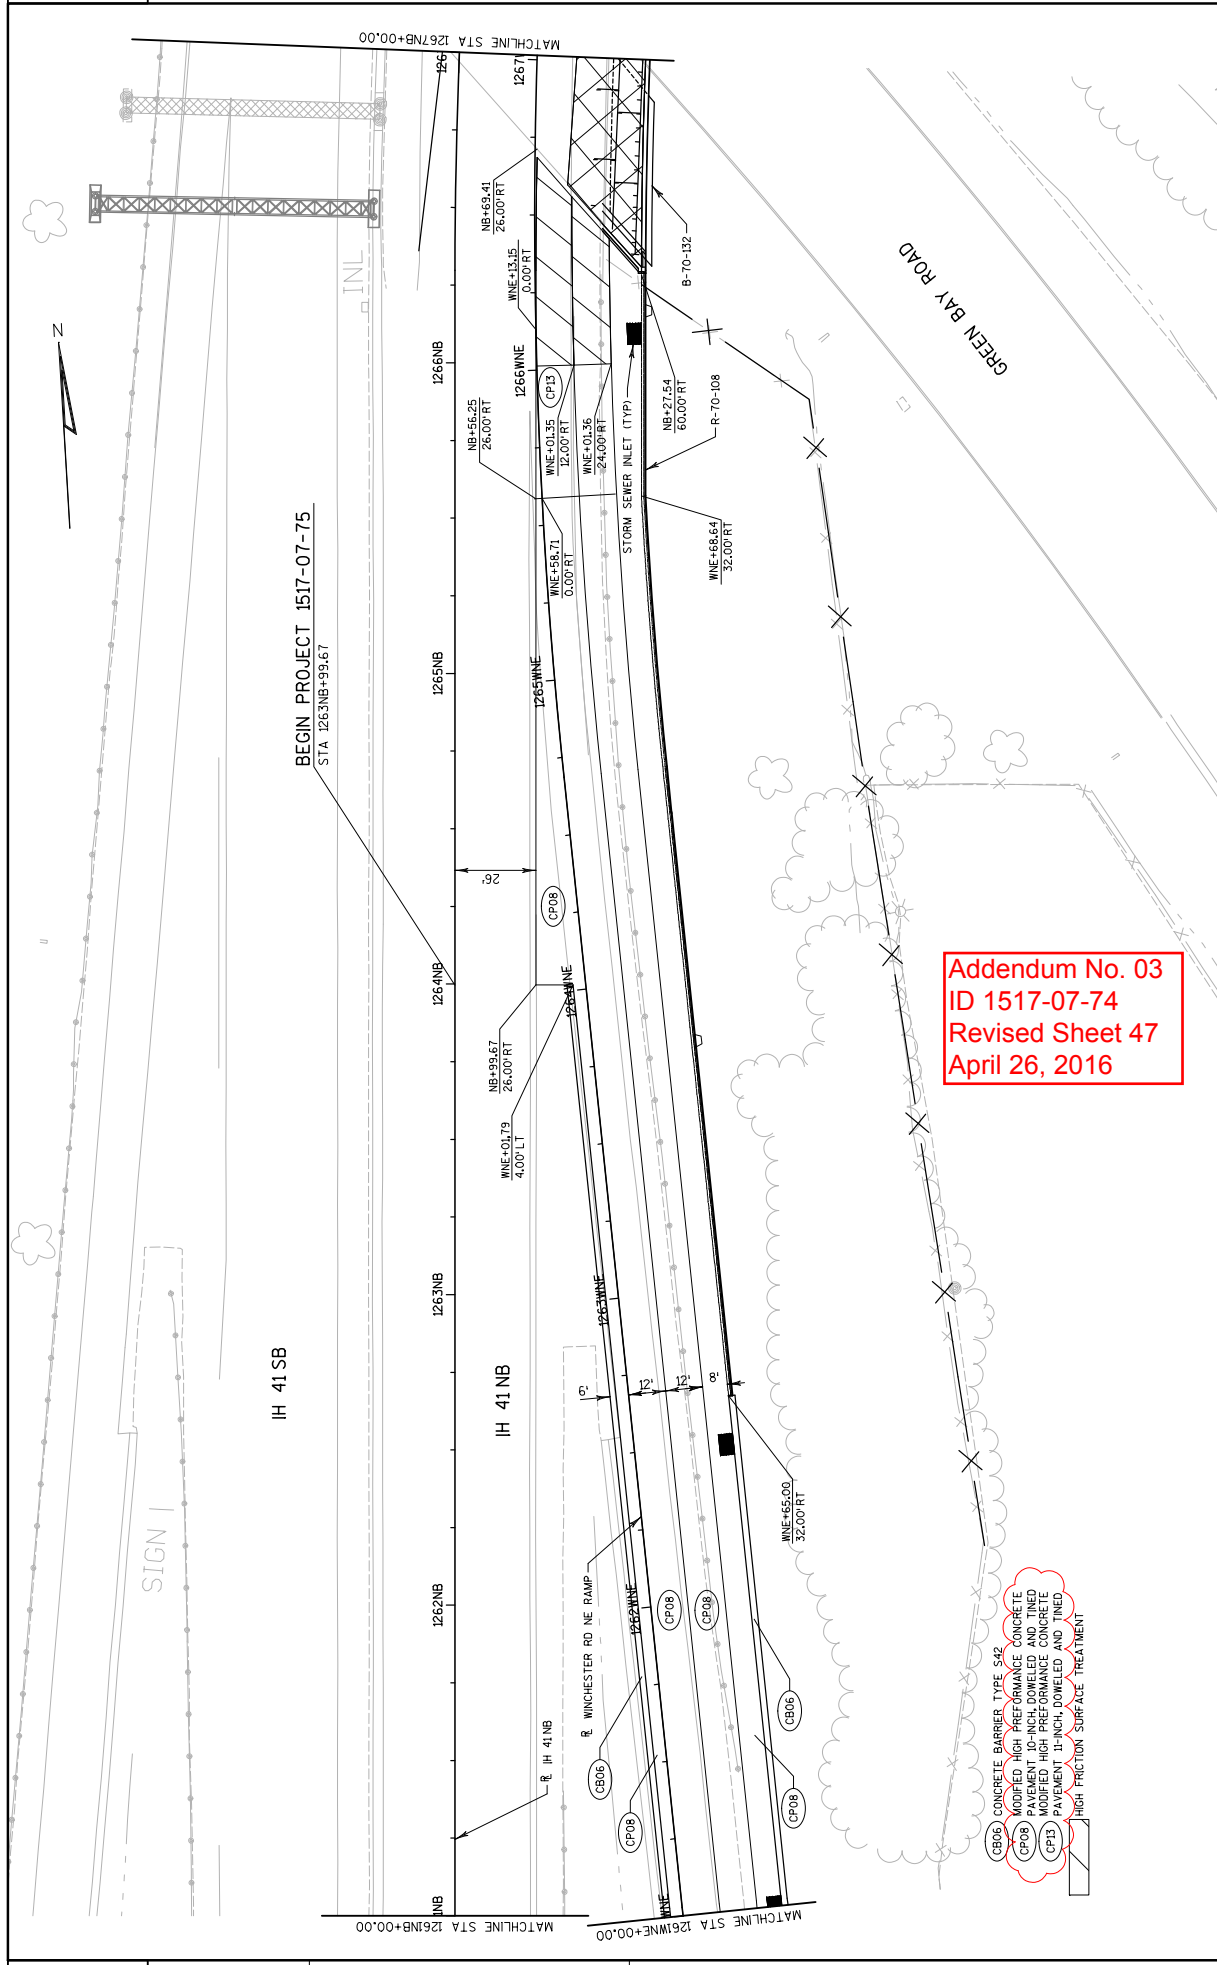 MATCHLINE STA 1267NB+00.00
126
1267
NB+69.41
26.00' RT
WNE+13.15
0.00' RT
INL
N
B-70-132
GREEN BAY ROAD
1266NB
1266WNE
CP13
NB+56.25
26.00' RT
WNE+01.35
12.00' RT
WNE+01.36
24.00' RT
STORM SEWER INLET (TYP)
NB+27.54
60.00' RT
R-70-108
WNE+68.64
32.00' RT
WNE+58.71
0.00' RT
BEGIN PROJECT 1517-07-75
STA 1263NB+99.67
1265NB
1265WNE
26'
CP08
1264NB
1264WNE
NB+99.67
26.00' RT
WNE+01.79
4.00' LT
Addendum No. 03
ID 1517-07-74
Revised Sheet 47
April 26, 2016
1263NB
1263WNE
IH 41 SB
IH 41 NB
6'
12'
12'
8'
WNE+65.00
32.00' RT
SIGN
1262NB
1262WNE
℟ WINCHESTER RD NE RAMP
℟ IH 41 NB
CP08
CP08
CB06
CB06
CP08
CP08
1NB
WNE
MATCHLINE STA 1261NB+00.00
MATCHLINE STA 1261WNE+00.00
CB06 CONCRETE BARRIER TYPE S42
CP08 MODIFIED HIGH PREFORMANCE CONCRETE
PAVEMENT 10-INCH, DOWELED AND TINED
CP13 MODIFIED HIGH PREFORMANCE CONCRETE
PAVEMENT 11-INCH, DOWELED AND TINED
HIGH FRICTION SURFACE TREATMENT